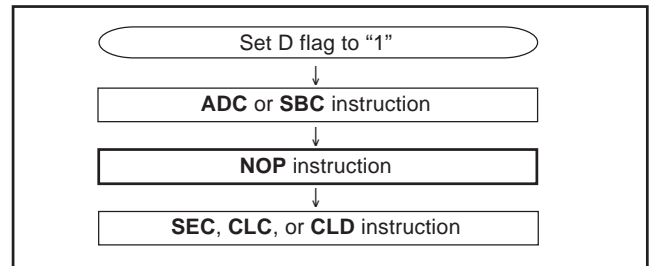 Set D flag to “1”
ADC or SBC instruction
NOP instruction
SEC, CLC, or CLD instruction